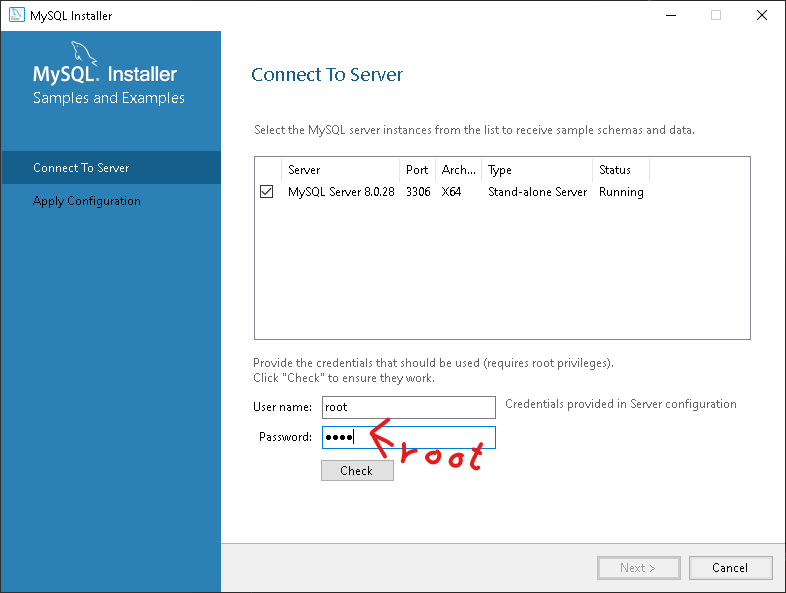 MySQL Installer
MySQL. Installer
Samples and Examples
Connect To Server
Apply Configuration
Connect To Server
Select the MySQL server instances from the list to receive sample schemas and data.
Server Port Arch... Type Status
MySQL Server 8.0.28 3306 X64 Stand-alone Server Running
Provide the credentials that should be used (requires root privileges).
Click "Check" to ensure they work.
User name: root Credentials provided in Server configuration
Password: ●●●●
root
Check
Next > Cancel